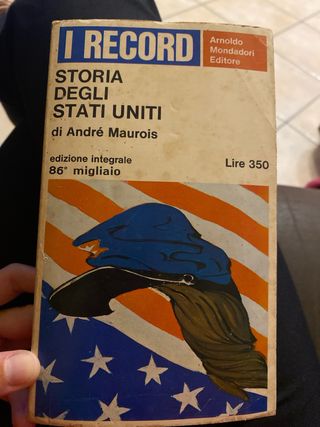 I RECORD
Arnoldo
Mondadori
Editore
STORIA
DEGLI
STATI UNITI
di André Maurois
edizione integrale
86° migliaio
Lire 350